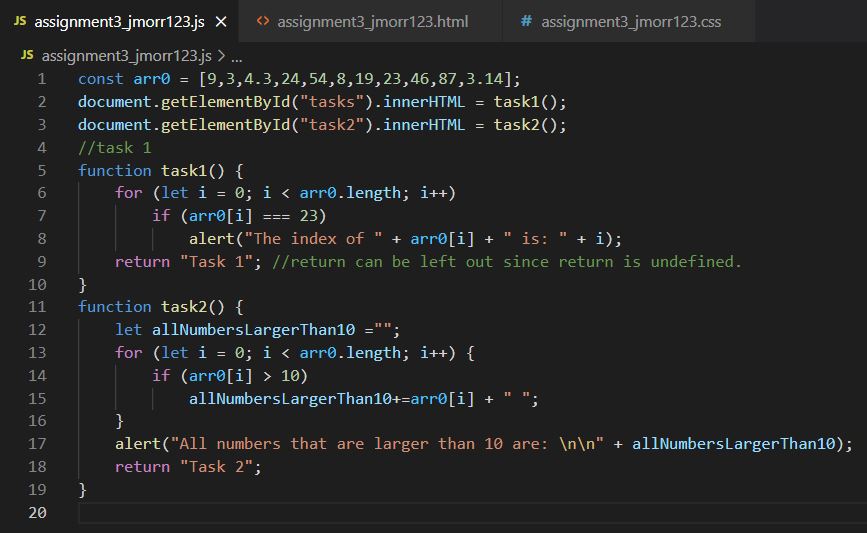 JS assignment3_jmorr123.js × <> assignment3_jmorr123.html # assignment3_jmorr123.css
JS assignment3_jmorr123.js > ...
1 const arr0 = [9,3,4.3,24,54,8,19,23,46,87,3.14];
2 document.getElementById("tasks").innerHTML = task1();
3 document.getElementById("task2").innerHTML = task2();
4 //task 1
5 function task1() {
6     for (let i = 0; i < arr0.length; i++)
7         if (arr0[i] === 23)
8             alert("The index of " + arr0[i] + " is: " + i);
9     return "Task 1"; //return can be left out since return is undefined.
10 }
11 function task2() {
12     let allNumbersLargerThan10 ="";
13     for (let i = 0; i < arr0.length; i++) {
14         if (arr0[i] > 10)
15             allNumbersLargerThan10+=arr0[i] + " ";
16     }
17     alert("All numbers that are larger than 10 are: \n\n" + allNumbersLargerThan10);
18     return "Task 2";
19 }
20